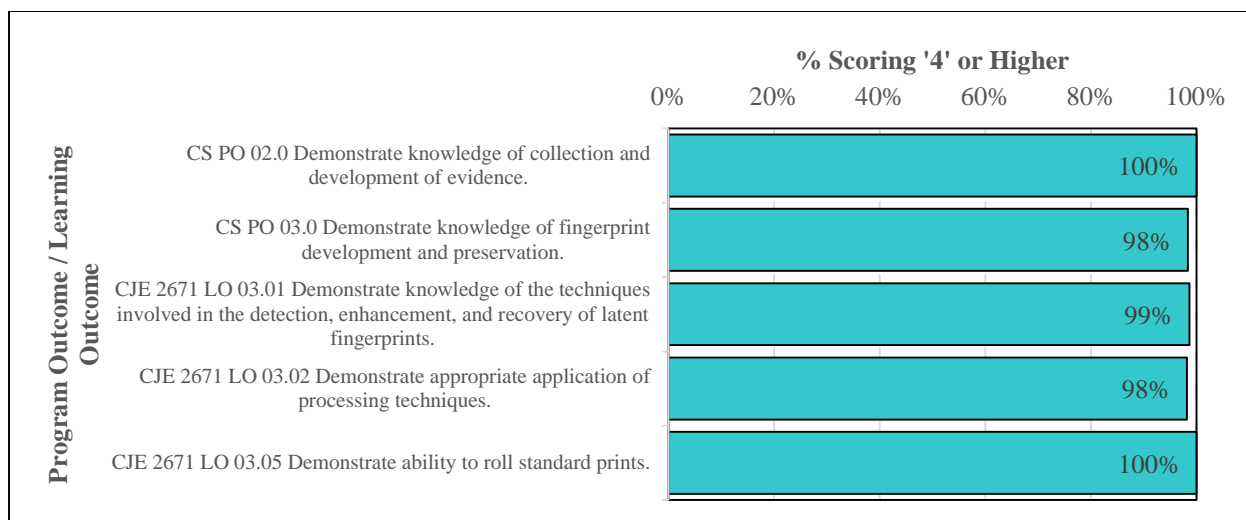 % Scoring '4' or Higher
0%
20%
40%
60%
80%
100%
Program Outcome / Learning
Outcome
CS PO 02.0 Demonstrate knowledge of collection and
development of evidence.
100%
CS PO 03.0 Demonstrate knowledge of fingerprint
development and preservation.
98%
CJE 2671 LO 03.01 Demonstrate knowledge of the techniques
involved in the detection, enhancement, and recovery of latent
fingerprints.
99%
CJE 2671 LO 03.02 Demonstrate appropriate application of
processing techniques.
98%
CJE 2671 LO 03.05 Demonstrate ability to roll standard prints.
100%